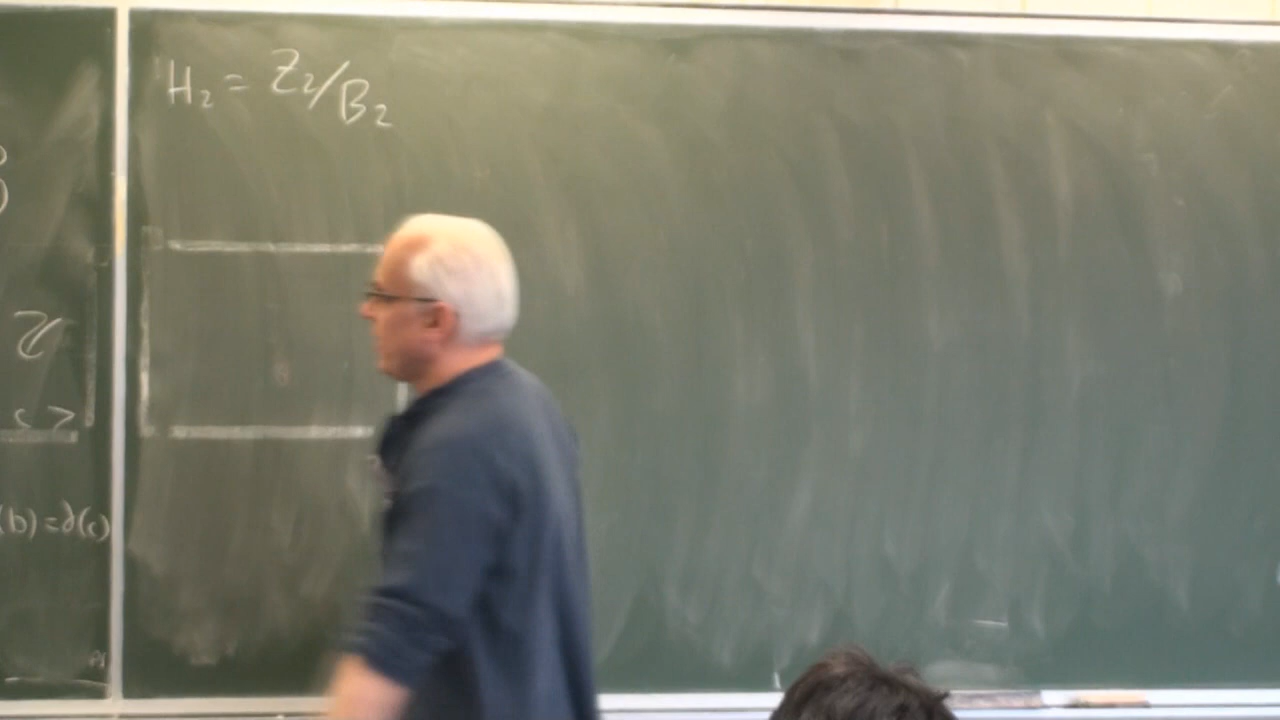 H₂ = Z₂/B₂
(b) = ∂(c)